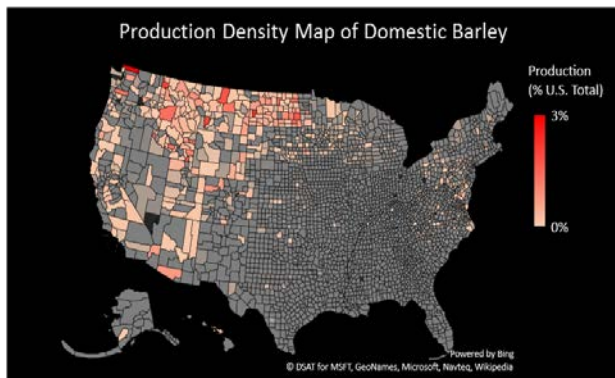 Production Density Map of Domestic Barley
Production
(% U.S. Total)
3%
0%
Powered by Bing
© DSAT for MSFT, GeoNames, Microsoft, Navteq, Wikipedia